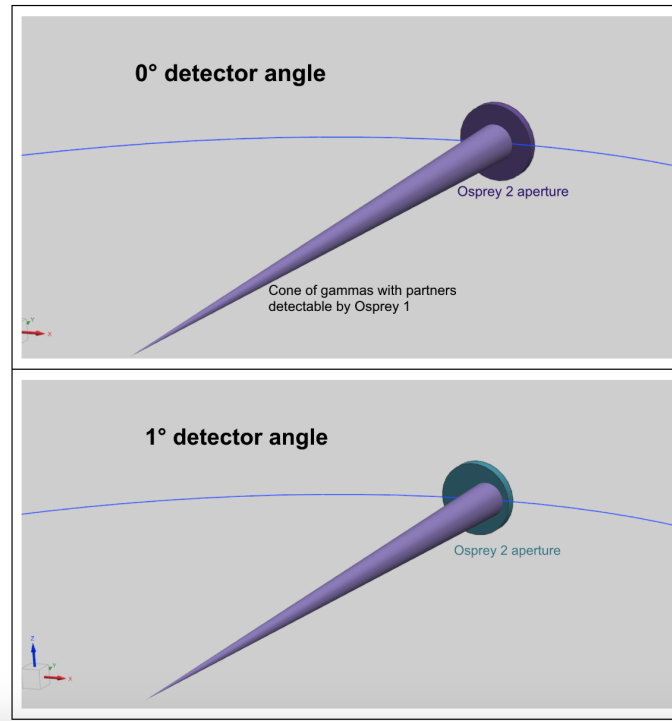 0° detector angle
Osprey 2 aperture
Cone of gammas with partners
detectable by Osprey 1
Y
X
1° detector angle
Osprey 2 aperture
Z
Y
X